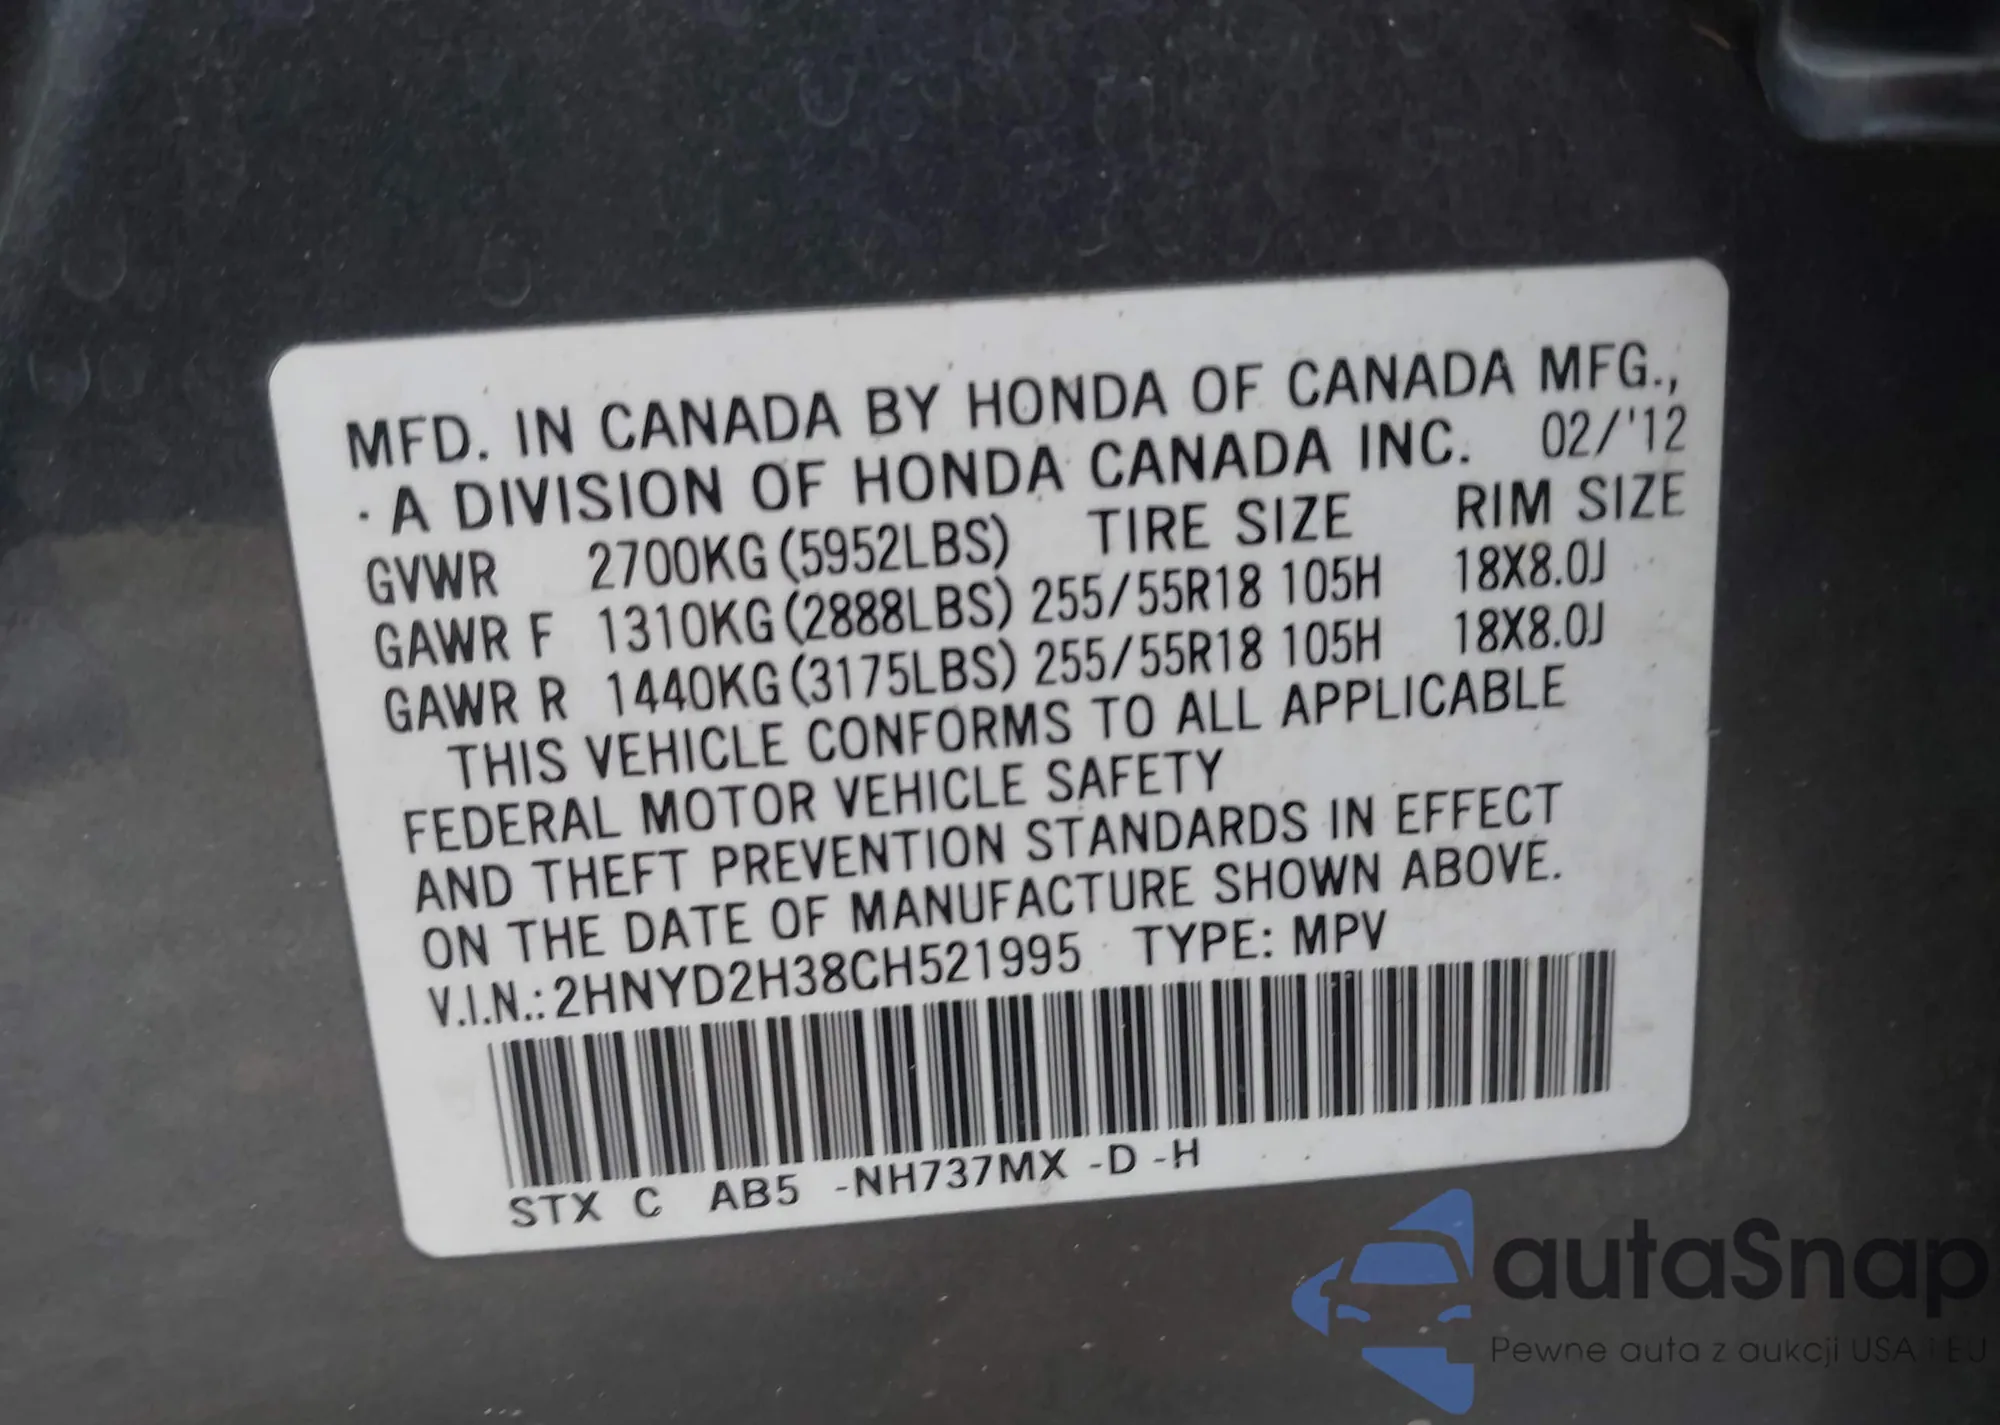 MFD. IN CANADA BY HONDA OF CANADA MFG.,
· A DIVISION OF HONDA CANADA INC. 02/'12
GVWR 2700KG (5952LBS) TIRE SIZE RIM SIZE
GAWR F 1310KG (2888LBS) 255/55R18 105H 18X8.0J
GAWR R 1440KG (3175LBS) 255/55R18 105H 18X8.0J
THIS VEHICLE CONFORMS TO ALL APPLICABLE
FEDERAL MOTOR VEHICLE SAFETY
AND THEFT PREVENTION STANDARDS IN EFFECT
ON THE DATE OF MANUFACTURE SHOWN ABOVE.
V.I.N.: 2HNYD2H38CH521995 TYPE: MPV
STX C AB5 -NH737MX -D -H
autaSnap
Pewne auta z aukcji USA i EU